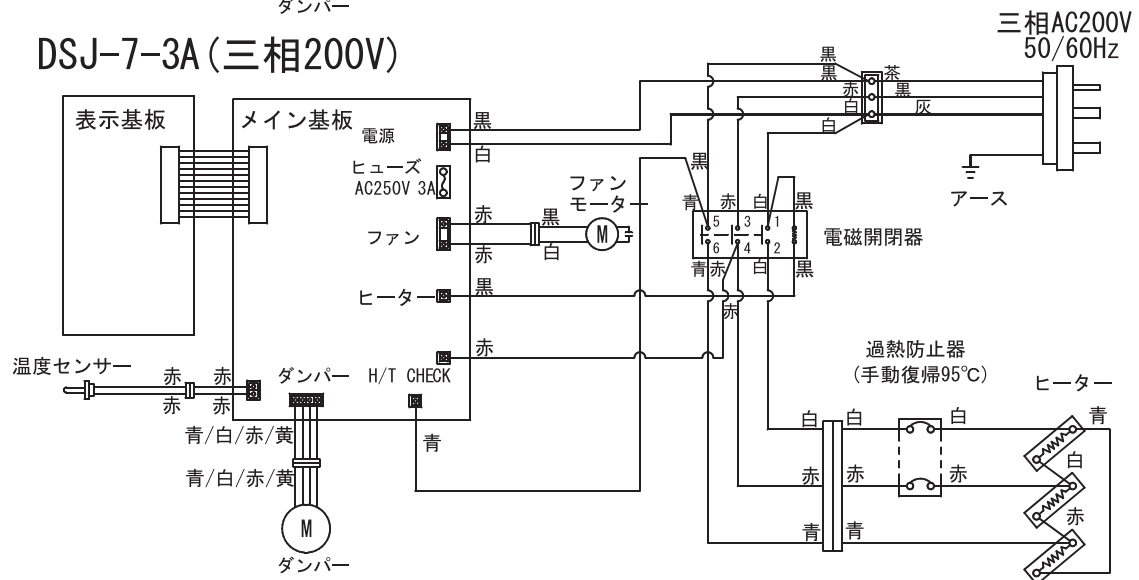 ダンパー
DSJ-7-3A(三相200V)
三相AC200V
50/60Hz
黒
黒
赤
白
白
茶
黒
灰
アース
表示基板
メイン基板
電源
黒
白
ヒューズ
AC250V 3A
ファン
赤
赤
黒
白
ファン
モーター
M
ヒーター
黒
赤
H/T CHECK
青
黒
青
赤
白
黒
5
3
1
6
4
2
電磁開閉器
青
赤
白
黒
赤
温度センサー
赤
赤
赤
赤
ダンパー
青/白/赤/黄
青/白/赤/黄
M
ダンパー
過熱防止器
(手動復帰95℃)
ヒーター
白
白
白
青
白
赤
赤
赤
赤
青
青